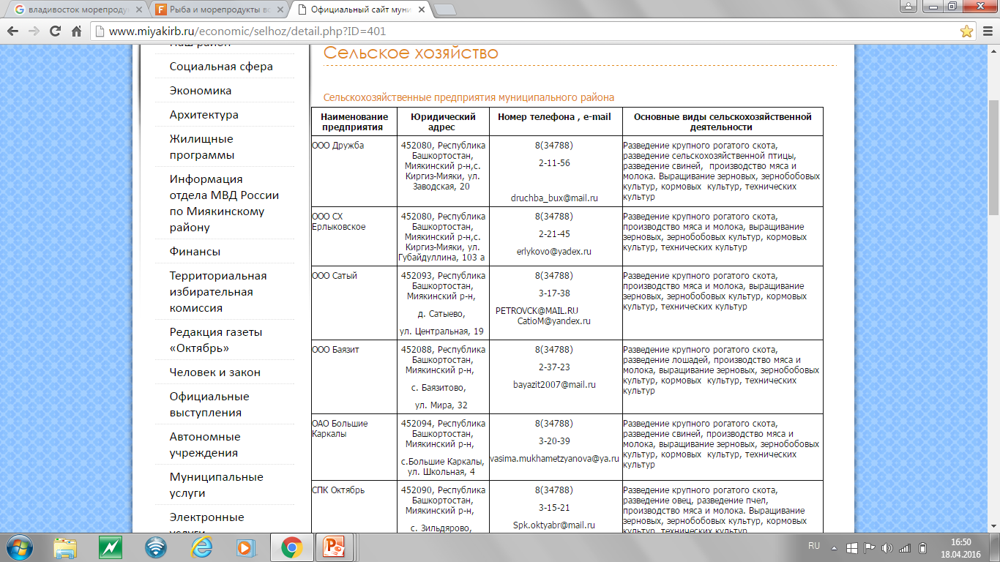 владивосток морепроду
Рыба и морепродукты во
Официальный сайт муни
www.miyakirb.ru/economic/selhoz/detail.php?ID=401
Наш район
Социальная сфера
Экономика
Архитектура
Жилищные
программы
Информация
отдела МВД России
по Миякинскому
району
Финансы
Территориальная
избирательная
комиссия
Редакция газеты
«Октябрь»
Человек и закон
Официальные
выступления
Автономные
учреждения
Муниципальные
услуги
Электронные
услуги
Сельское хозяйство
Сельскохозяйственные предприятия муниципального района
Наименование
предприятия
Юридический
адрес
Номер телефона , e-mail
Основные виды сельскохозяйственной
деятельности
ООО Дружба
452080, Республика
Башкортостан,
Миякинский р-н,с.
Киргиз-Мияки, ул.
Заводская, 20
8(34788)
2-11-56
druchba_bux@mail.ru
Разведение крупного рогатого скота,
разведение сельскохозяйственной птицы,
разведение свиней,  производство мяса и
молока. Выращивание зерновых, зернобобовых
культур, кормовых  культур, технических
культур
ООО СХ
Ерлыковское
452080, Республика
Башкортостан,
Миякинский р-н,с.
Киргиз-Мияки, ул.
Губайдуллина, 103 а
8(34788)
2-21-45
erlykovo@yadex.ru
Разведение крупного рогатого скота,
производство мяса и молока, выращивание
зерновых, зернобобовых культур, кормовых
культур, технических культур
ООО Сатый
452093, Республика
Башкортостан,
Миякинский р-н,
д. Сатыево,
ул. Центральная, 19
8(34788)
3-17-38
PETROVCK@MAIL.RU
CatioM@yandex.ru
Разведение крупного рогатого скота,
производство мяса и молока, выращивание
зерновых, зернобобовых культур, кормовых
культур, технических культур
ООО Баязит
452088, Республика
Башкортостан,
Миякинский р-н,
с. Баязитово,
ул. Мира, 32
8(34788)
2-37-23
bayazit2007@mail.ru
Разведение крупного рогатого скота,
разведение лошадей, производство мяса и
молока, выращивание зерновых, зернобобовых
культур, кормовых  культур, технических
культур
ОАО Большие
Каркалы
452094, Республика
Башкортостан,
Миякинский р-н,
с.Большие Каркалы,
ул. Школьная, 4
8(34788)
3-20-39
vasima.mukhametzyanova@ya.ru
Разведение крупного рогатого скота,
разведение свиней, производство мяса и
молока, выращивание зерновых, зернобобовых
культур, кормовых  культур, технических
культур
СПК Октябрь
452090, Республика
Башкортостан,
Миякинский р-н,
с. Зильдярово,
8(34788)
3-15-21
Spk.oktyabr@mail.ru
Разведение крупного рогатого скота,
разведение овец, разведение пчел,
производство мяса и молока. Выращивание
зерновых, зернобобовых культур, кормовых
культур, технических культур
RU
16:50
18.04.2016